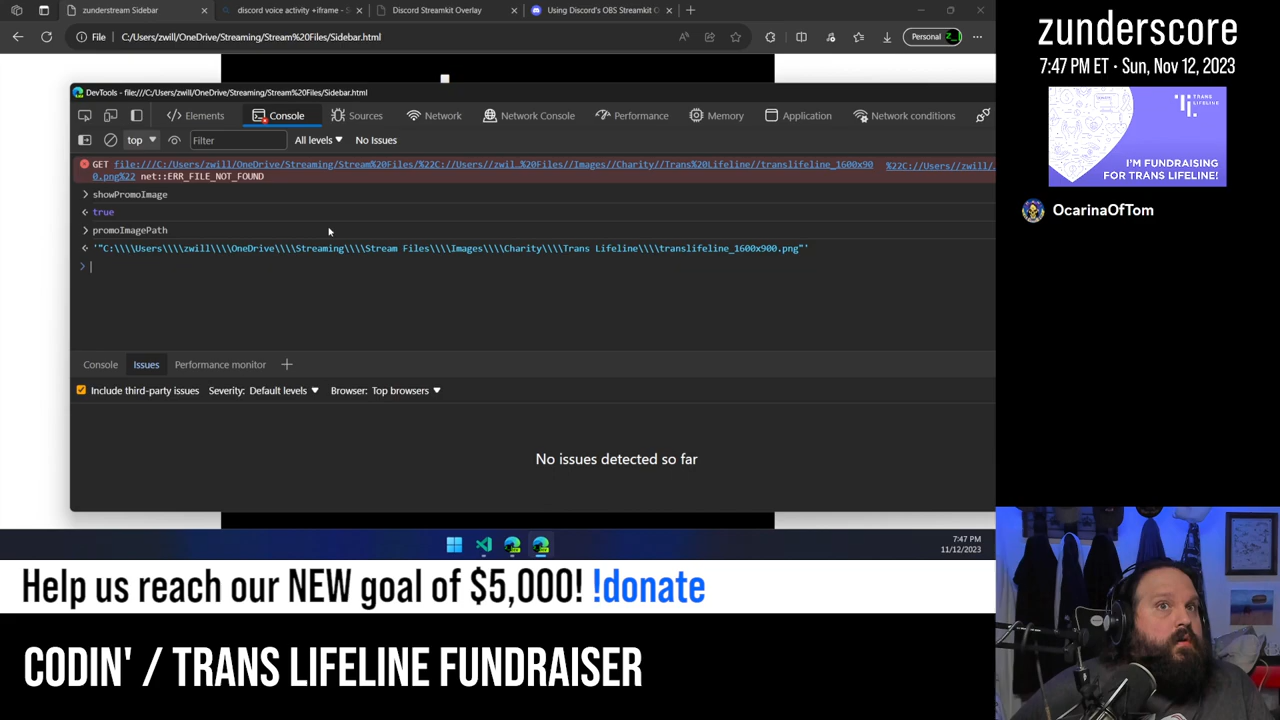 zunderstream Sidebar
discord voice activity +iframe - S
Discord Streamkit Overlay
Using Discord's OBS Streamkit O
File
C:/Users/zwill/OneDrive/Streaming/Stream%20Files/Sidebar.html
Personal
DevTools - file:///C:/Users/zwill/OneDrive/Streaming/Stream%20Files/Sidebar.html
Elements
Console
Network
Network Console
Performance
Memory
Application
Network conditions
top
Filter
All levels
GET file:///C:/Users/zwill/OneDrive/Streaming/Stream%20Files/%22C://Users//zwil…%20Files//Images//Charity//Trans%20Lifeline//translifeline_1600x90 %22C://Users//zwill/
0.png%22 net::ERR_FILE_NOT_FOUND
showPromoImage
true
promoImagePath
'"C:\\\\Users\\\\zwill\\\\OneDrive\\\\Streaming\\\\Stream Files\\\\Images\\\\Charity\\\\Trans Lifeline\\\\translifeline_1600x900.png"'
Console
Issues
Performance monitor
Include third-party issues
Severity: Default levels
Browser: Top browsers
No issues detected so far
7:47 PM
11/12/2023
zunderscore
7:47 PM ET · Sun, Nov 12, 2023
TRANS
LIFELINE
I'M FUNDRAISING
FOR TRANS LIFELINE!
OcarinaOfTom
Help us reach our NEW goal of $5,000! !donate
CODIN' / TRANS LIFELINE FUNDRAISER